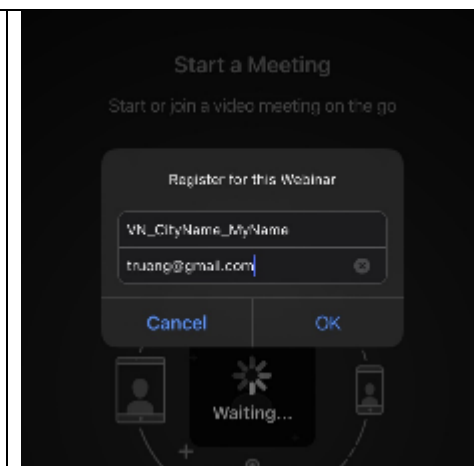 Start a Meeting
Start or join a video meeting on the go
Register for this Webinar
VN_CityName_MyName
truong@gmail.com
Cancel
OK
Waiting...